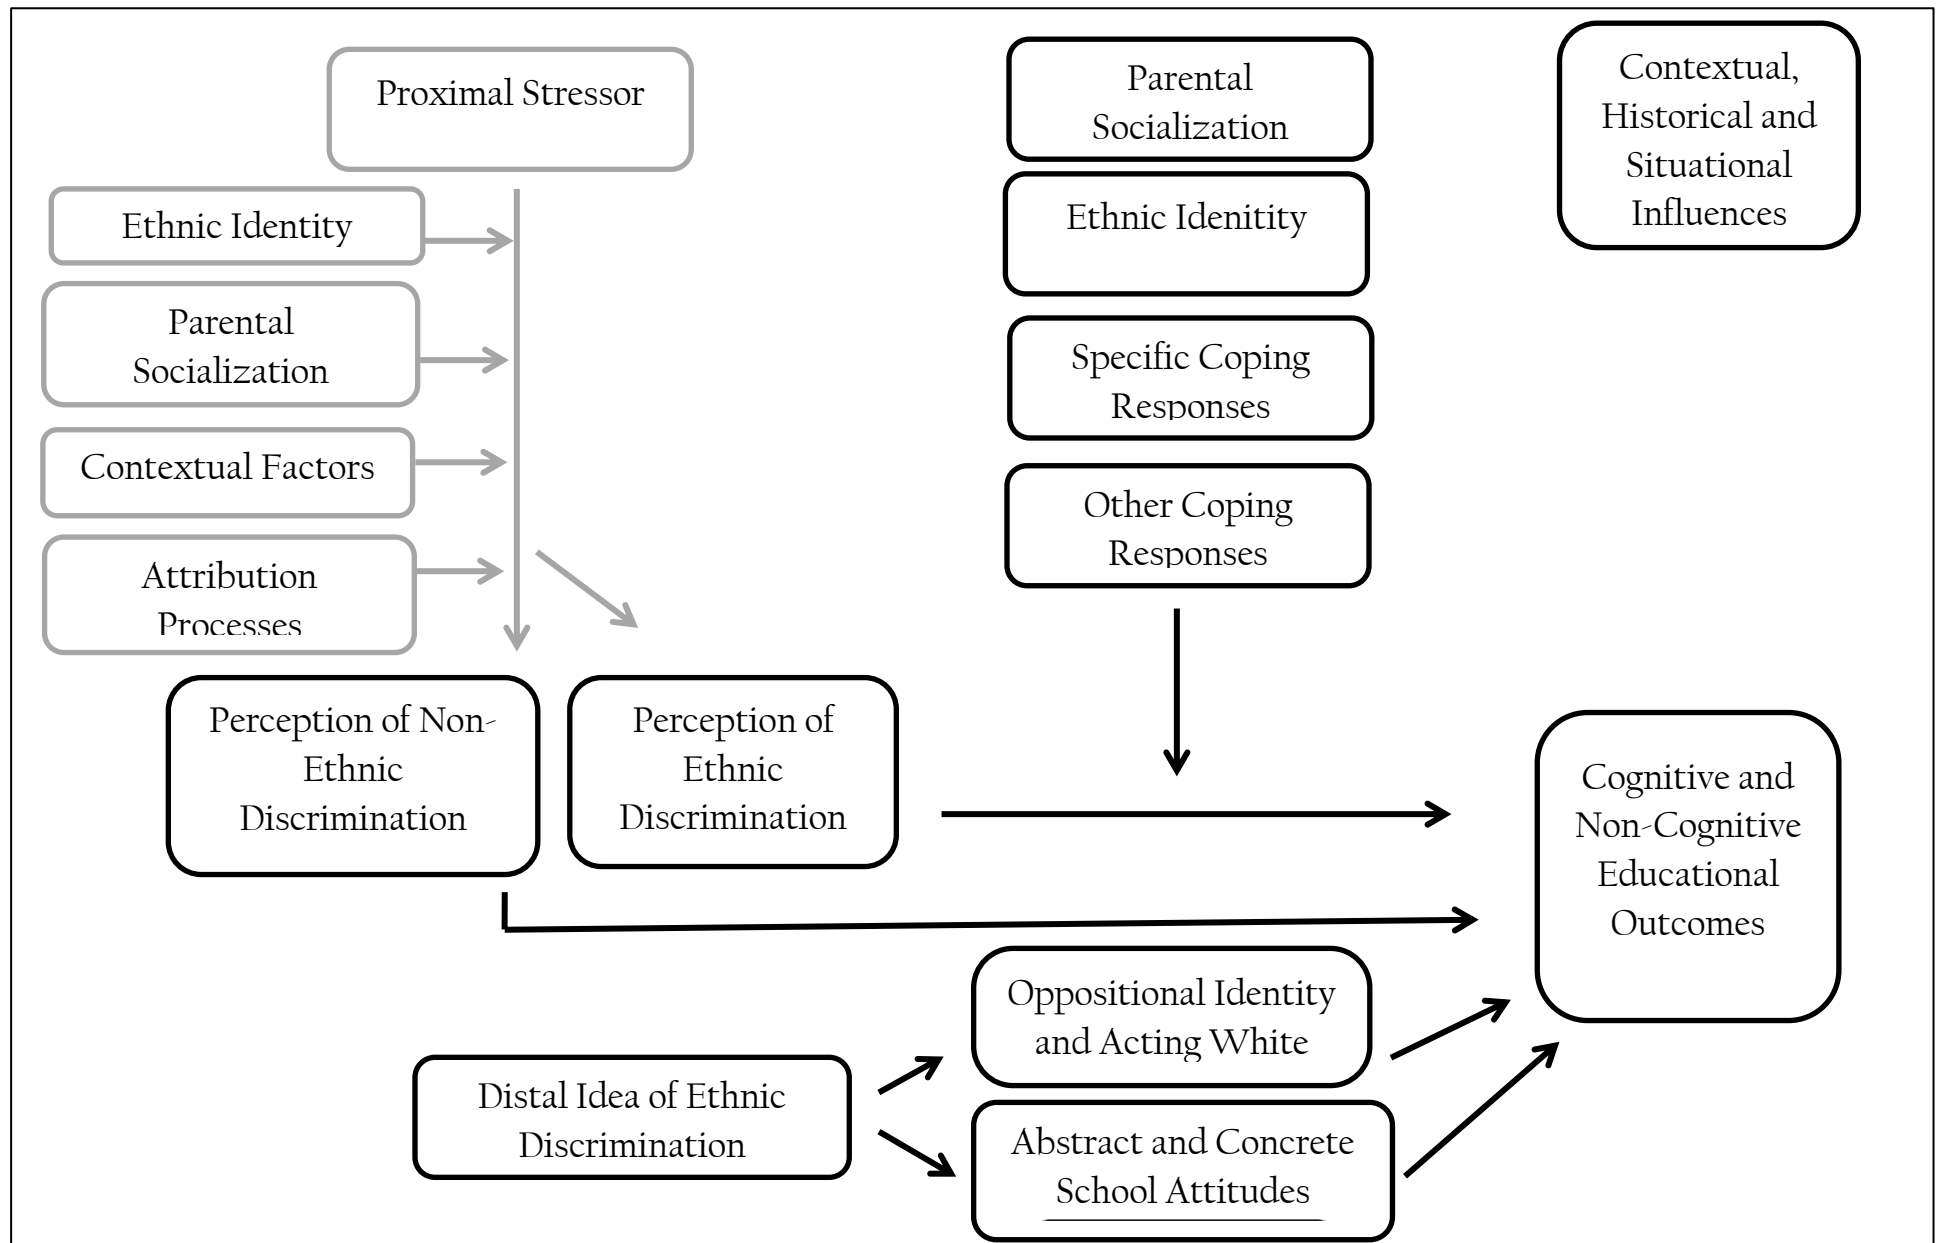 Proximal Stressor
Ethnic Identity
Parental
Socialization
Contextual Factors
Attribution
Processes
Parental
Socialization
Ethnic Idenitity
Specific Coping
Responses
Other Coping
Responses
Contextual,
Historical and
Situational
Influences
Perception of Non-
Ethnic
Discrimination
Perception of
Ethnic
Discrimination
Cognitive and
Non-Cognitive
Educational
Outcomes
Distal Idea of Ethnic
Discrimination
Oppositional Identity
and Acting White
Abstract and Concrete
School Attitudes